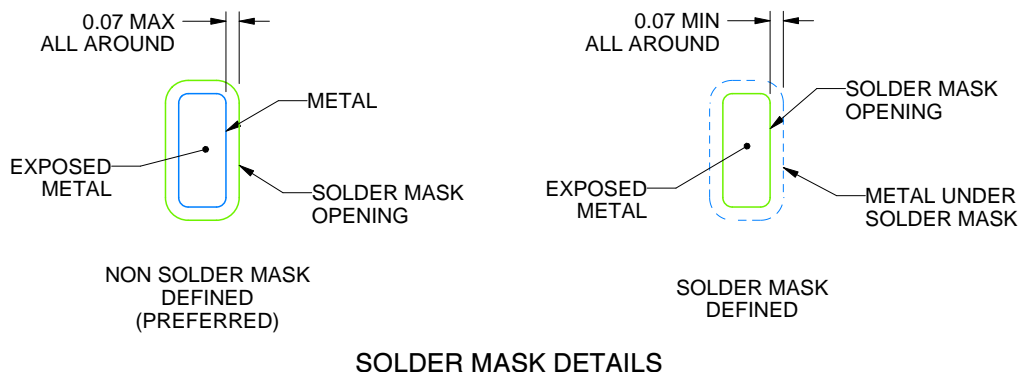 0.07 MAX
ALL AROUND
METAL
EXPOSED
METAL
SOLDER MASK
OPENING
NON SOLDER MASK
DEFINED
(PREFERRED)
0.07 MIN
ALL AROUND
SOLDER MASK
OPENING
EXPOSED
METAL
METAL UNDER
SOLDER MASK
SOLDER MASK
DEFINED
SOLDER MASK DETAILS